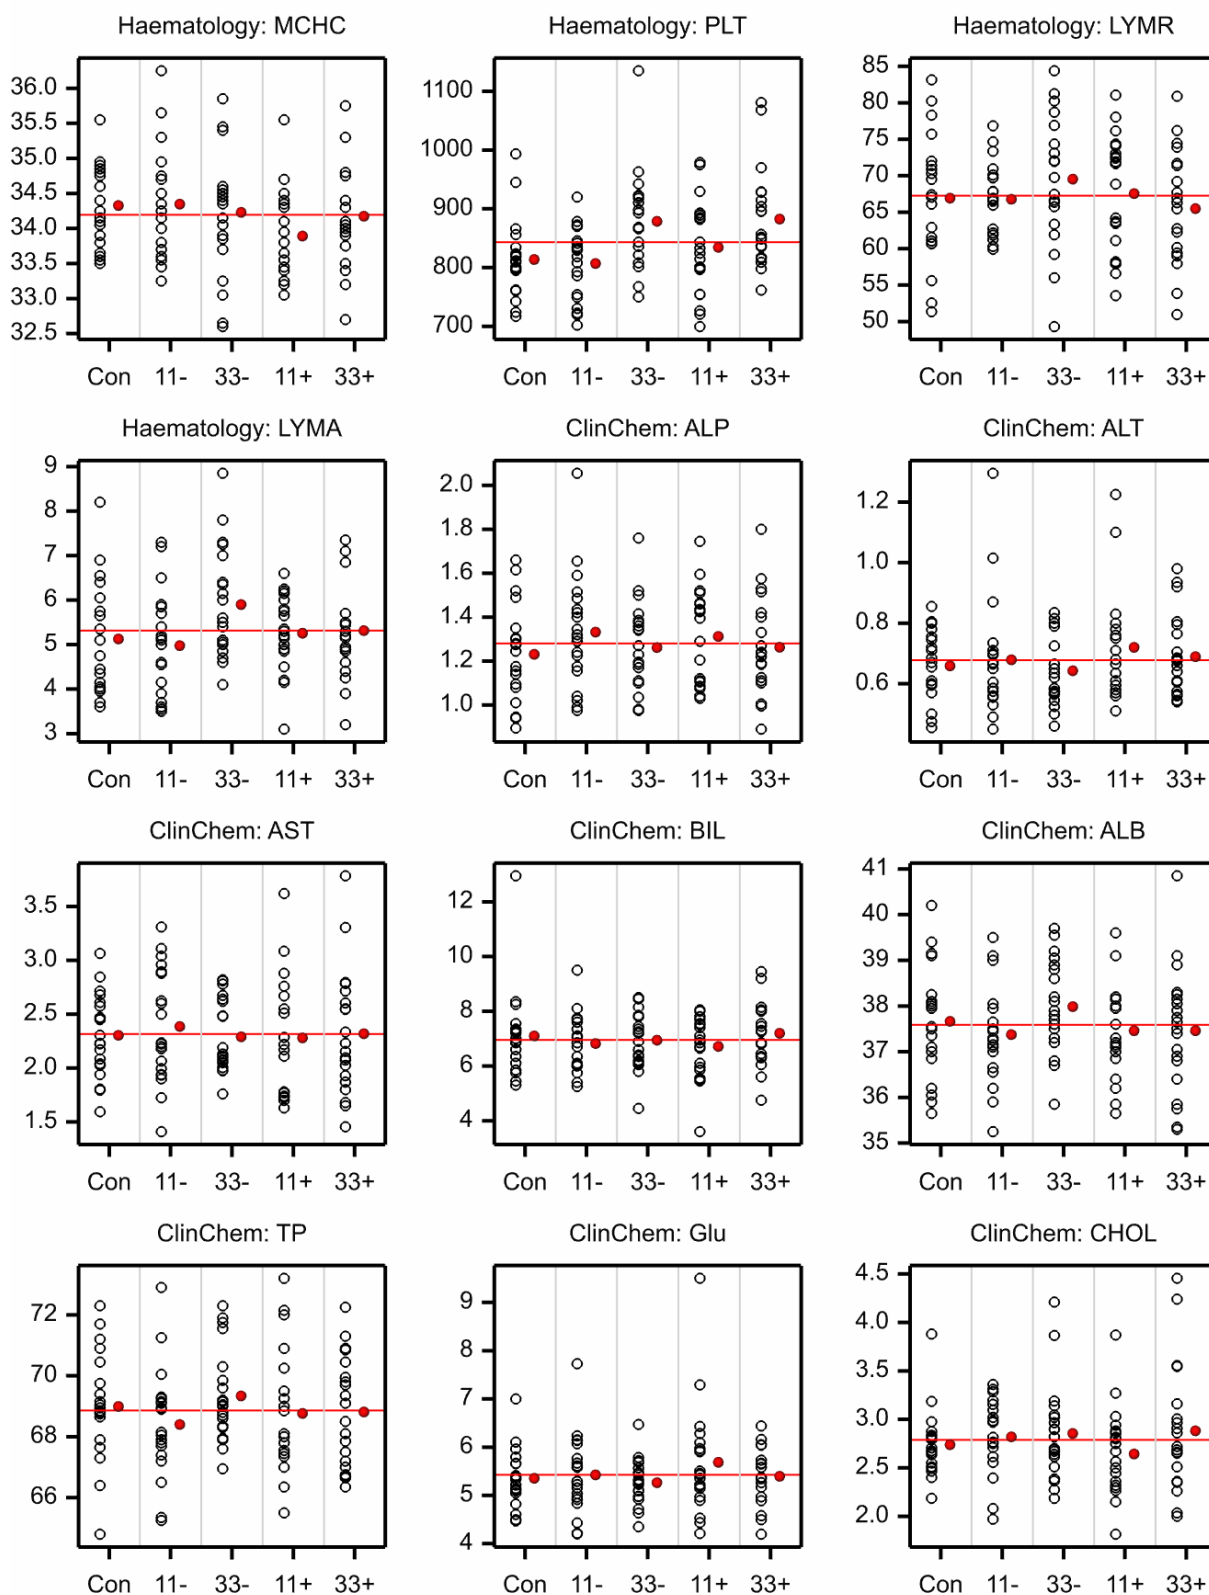 Haematology: MCHC
36.0
35.5
35.0
34.5
34.0
33.5
33.0
32.5
Con 11- 33- 11+ 33+
Haematology: PLT
1100
1000
900
800
700
Con 11- 33- 11+ 33+
Haematology: LYMR
85
80
75
70
65
60
55
50
Con 11- 33- 11+ 33+
Haematology: LYMA
9
8
7
6
5
4
3
Con 11- 33- 11+ 33+
ClinChem: ALP
2.0
1.8
1.6
1.4
1.2
1.0
Con 11- 33- 11+ 33+
ClinChem: ALT
1.2
1.0
0.8
0.6
Con 11- 33- 11+ 33+
ClinChem: AST
3.5
3.0
2.5
2.0
1.5
Con 11- 33- 11+ 33+
ClinChem: BIL
12
10
8
6
4
Con 11- 33- 11+ 33+
ClinChem: ALB
41
40
39
38
37
36
35
Con 11- 33- 11+ 33+
ClinChem: TP
72
70
68
66
Con 11- 33- 11+ 33+
ClinChem: Glu
9
8
7
6
5
4
Con 11- 33- 11+ 33+
ClinChem: CHOL
4.5
4.0
3.5
3.0
2.5
2.0
Con 11- 33- 11+ 33+